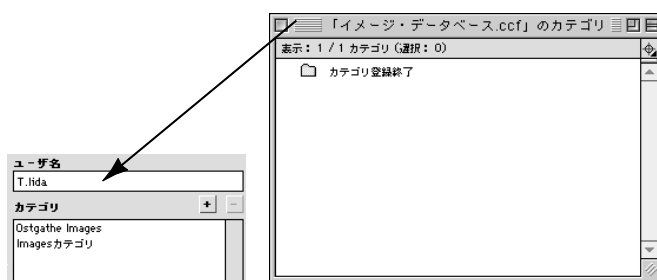 「イメージ・データベース.ccf」のカテゴリ
表示：1 / 1 カテゴリ（選択：0）
カテゴリ登録終了
ユーザ名
T.Iida
カテゴリ
Ostgathe Images
Imagesカテゴリ